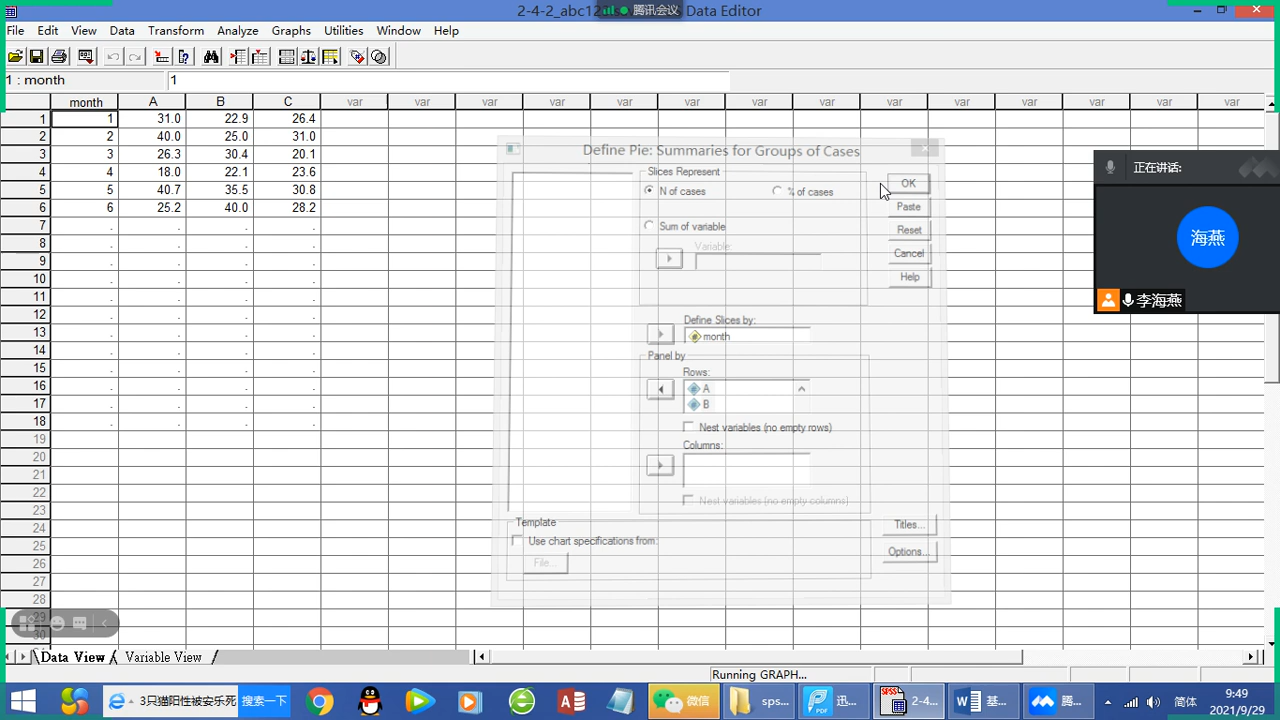 2-4-2_abc12
腾讯会议
Data Editor
File Edit View Data Transform Analyze Graphs Utilities Window Help
1 : month 1
month A B C var var var var var var var var var var var var var var
1 1 31.0 22.9 26.4
2 2 40.0 25.0 31.0
3 3 26.3 30.4 20.1
4 4 18.0 22.1 23.6
5 5 40.7 35.5 30.8
6 6 25.2 40.0 28.2
7 . . . .
8 . . . .
9 . . . .
10 . . . .
11 . . . .
12 . . . .
13 . . . .
14 . . . .
15 . . . .
16 . . . .
17 . . . .
18 . . . .
19
20
21
22
23
24
25
26
27
28
29
30
Define Pie: Summaries for Groups of Cases
Slices Represent
N of cases % of cases
Sum of variable
Variable:
OK
Paste
Reset
Cancel
Help
Define Slices by:
month
Panel by
Rows:
A
B
Nest variables (no empty rows)
Columns:
Nest variables (no empty columns)
Template
Use chart specifications from:
File...
Titles...
Options...
正在讲话:
海燕
李海燕
Data View Variable View
Running GRAPH...
3只猫阳性被安乐死 搜索一下
微信
sps...
迅...
2-4...
基...
腾...
简体
9:49
2021/9/29